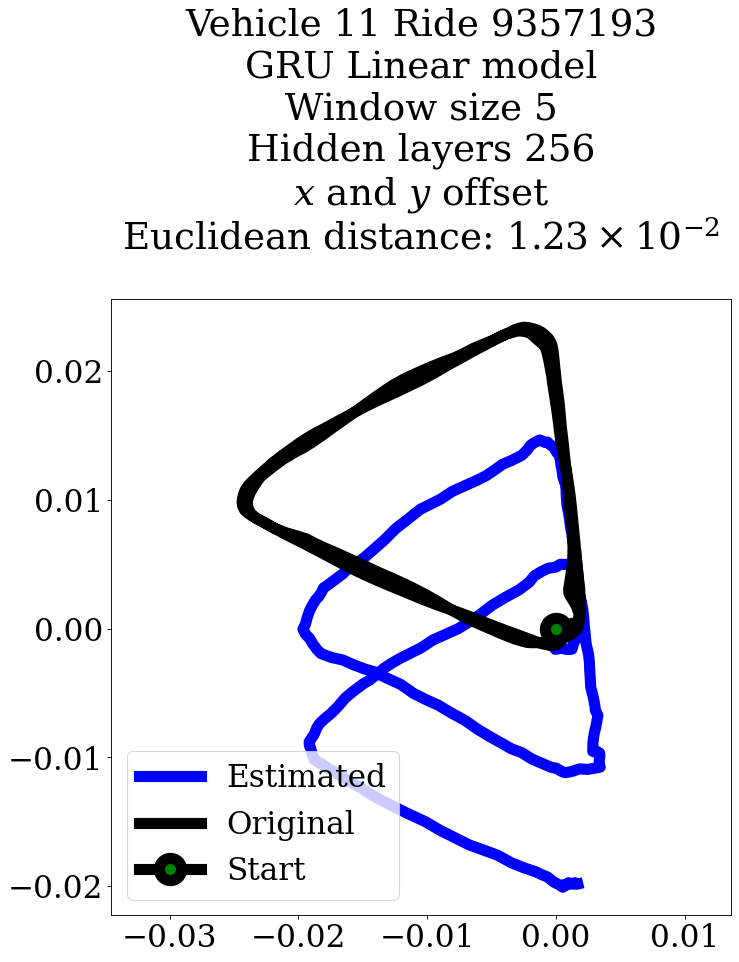 Vehicle 11 Ride 9357193
GRU Linear model
Window size 5
Hidden layers 256
x and y offset
Euclidean distance: 1.23 × 10⁻²
0.02
0.01
0.00
−0.01
−0.02
Estimated
Original
Start
−0.03
−0.02
−0.01
0.00
0.01